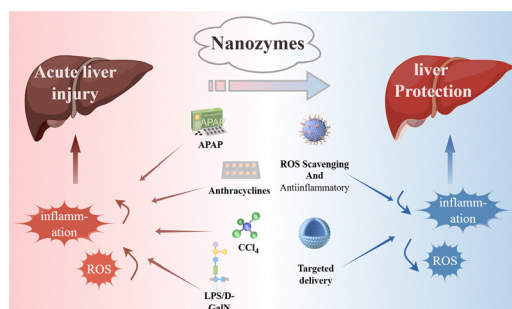 Nanozymes
Acute liver
injury
liver
Protection
APAP
APAP
ROS Scavenging
And
Antiinflammatory
Anthracyclines
inflamm-
ation
inflamm-
ation
CCl₄
ROS
ROS
Targeted
delivery
LPS/D-
GalN